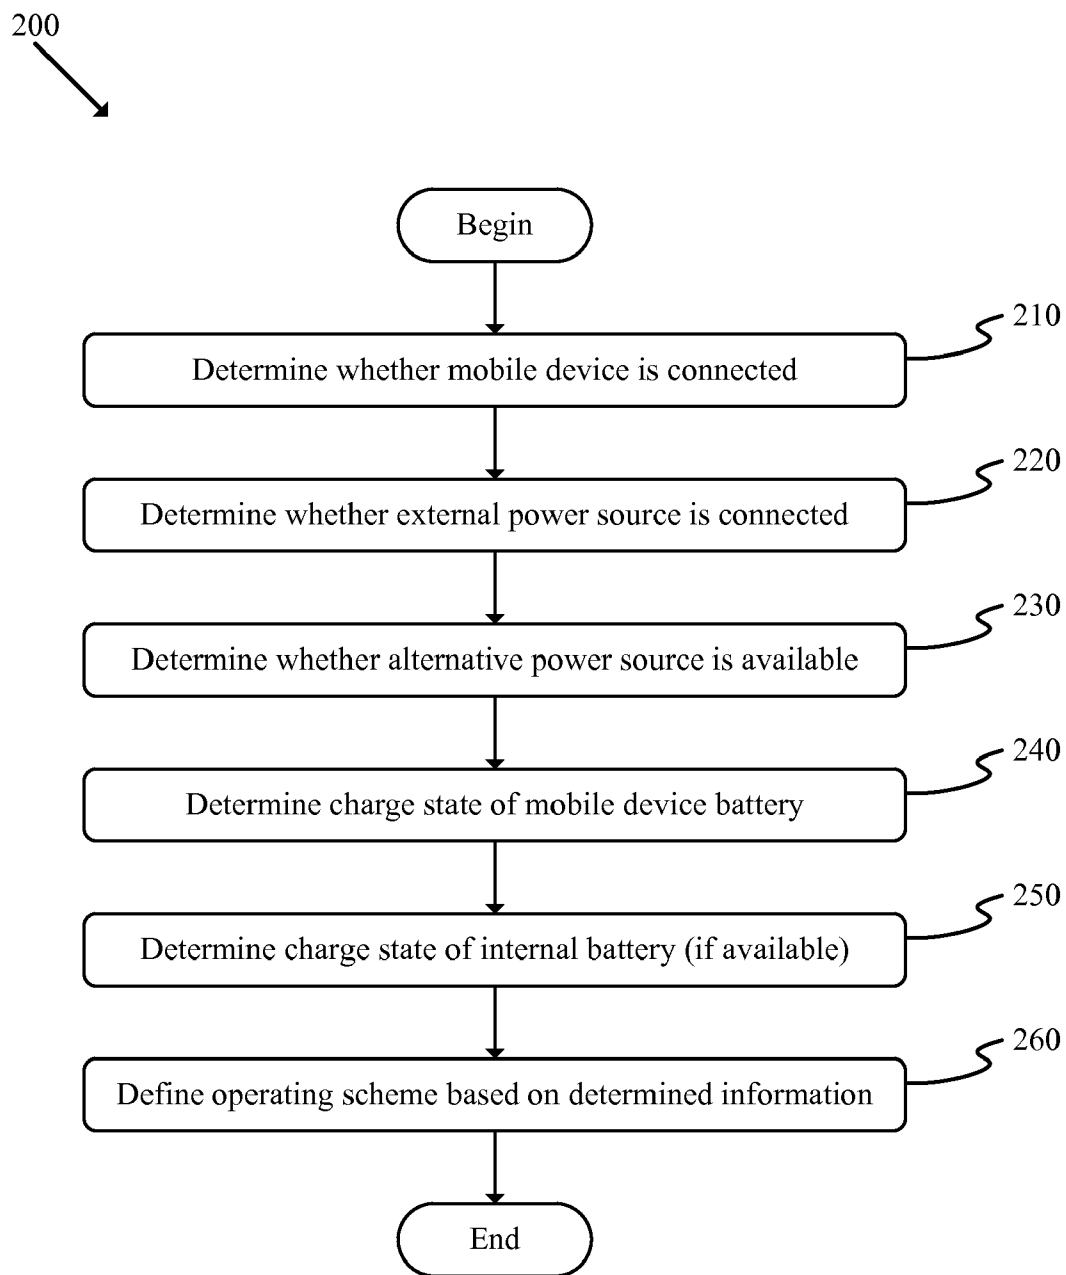 200
Begin
210
Determine whether mobile device is connected
220
Determine whether external power source is connected
230
Determine whether alternative power source is available
240
Determine charge state of mobile device battery
250
Determine charge state of internal battery (if available)
260
Define operating scheme based on determined information
End